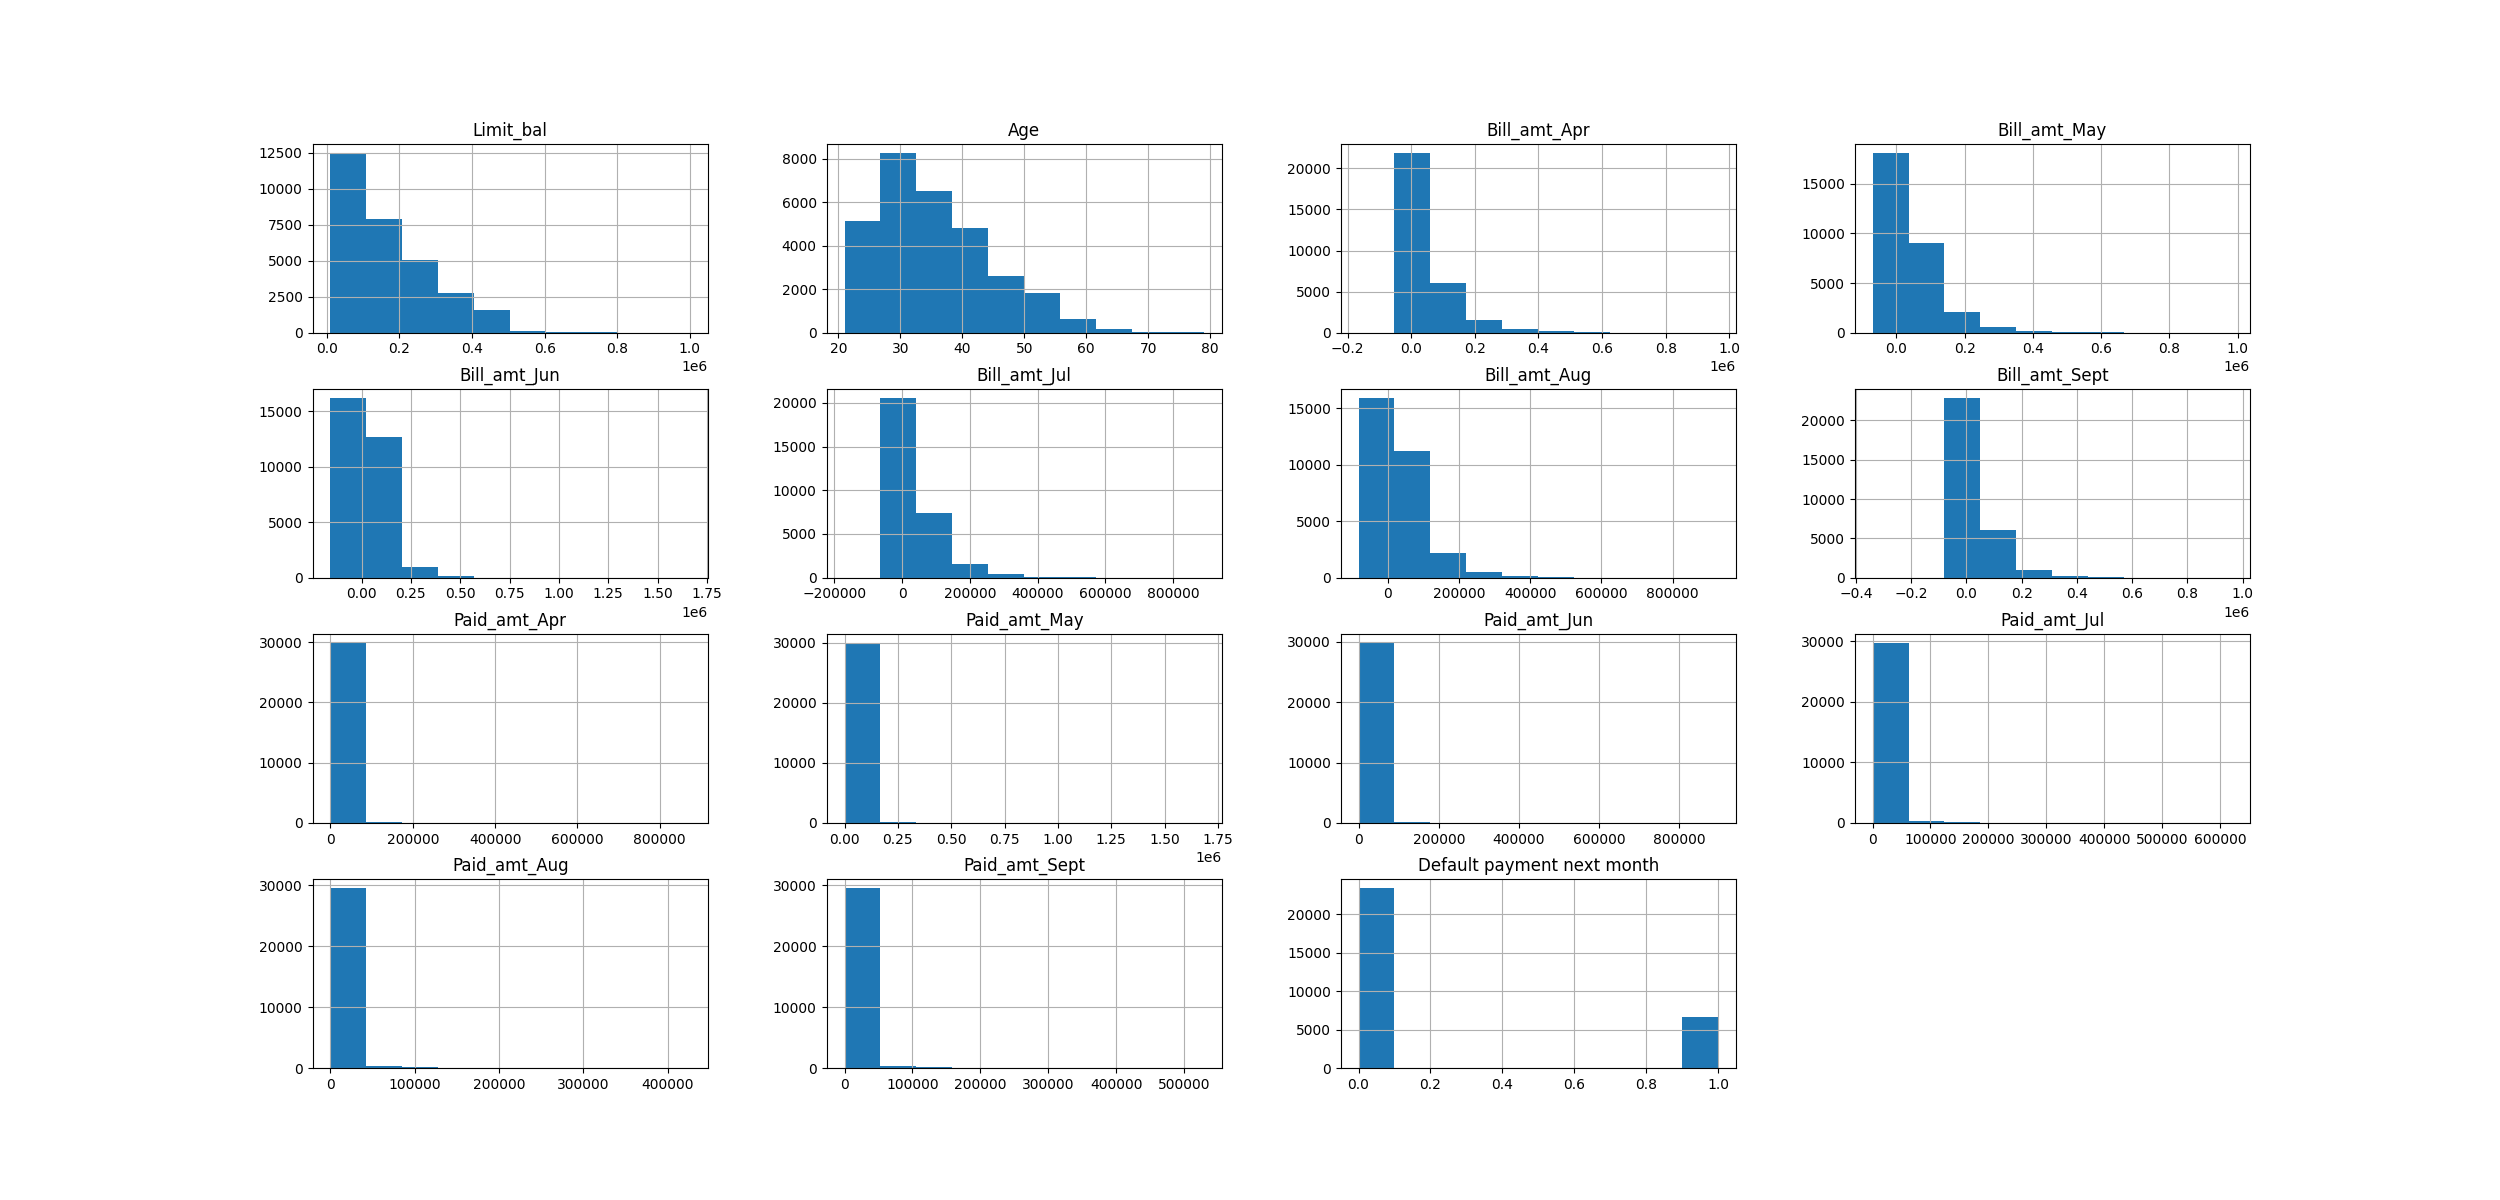 Limit_bal
12500
10000
7500
5000
2500
0
0.0 0.2 0.4 0.6 0.8 1.0
1e6
Age
8000
6000
4000
2000
0
20 30 40 50 60 70 80
Bill_amt_Apr
20000
15000
10000
5000
0
−0.2 0.0 0.2 0.4 0.6 0.8 1.0
1e6
Bill_amt_May
15000
10000
5000
0
0.0 0.2 0.4 0.6 0.8 1.0
1e6
Bill_amt_Jun
15000
10000
5000
0
0.00 0.25 0.50 0.75 1.00 1.25 1.50 1.75
1e6
Bill_amt_Jul
20000
15000
10000
5000
0
−200000 0 200000 400000 600000 800000
Bill_amt_Aug
15000
10000
5000
0
0 200000 400000 600000 800000
Bill_amt_Sept
20000
15000
10000
5000
0
−0.4 −0.2 0.0 0.2 0.4 0.6 0.8 1.0
1e6
Paid_amt_Apr
30000
20000
10000
0
0 200000 400000 600000 800000
Paid_amt_May
30000
20000
10000
0
0.00 0.25 0.50 0.75 1.00 1.25 1.50 1.75
1e6
Paid_amt_Jun
30000
20000
10000
0
0 200000 400000 600000 800000
Paid_amt_Jul
30000
20000
10000
0
0 100000 200000 300000 400000 500000 600000
Paid_amt_Aug
30000
20000
10000
0
0 100000 200000 300000 400000
Paid_amt_Sept
30000
20000
10000
0
0 100000 200000 300000 400000 500000
Default payment next month
20000
15000
10000
5000
0
0.0 0.2 0.4 0.6 0.8 1.0